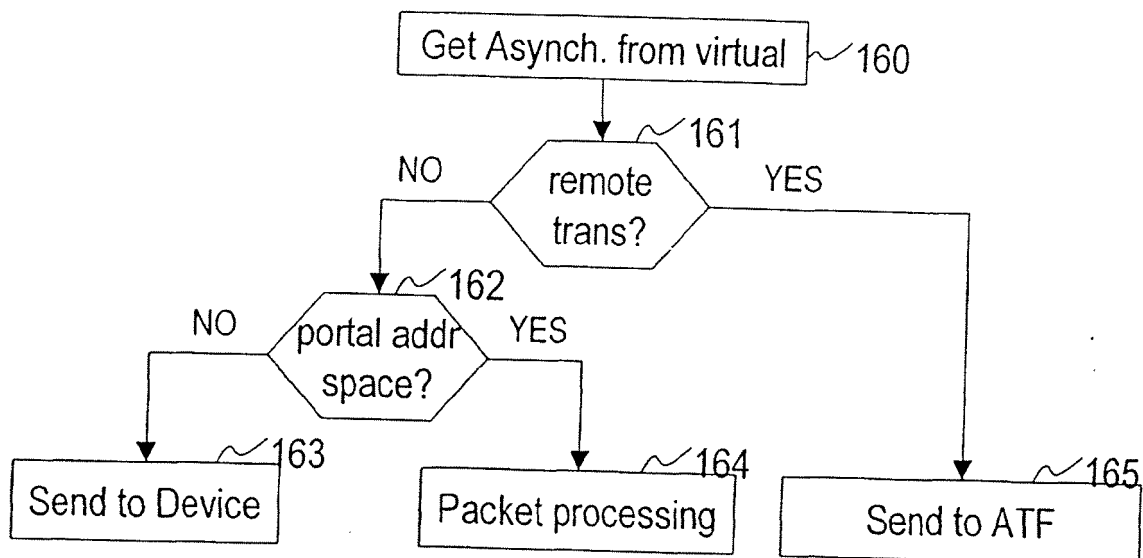 Get Asynch. from virtual
160
161
NO
remote
trans?
YES
162
NO
portal addr
space?
YES
163
Send to Device
164
Packet processing
165
Send to ATF